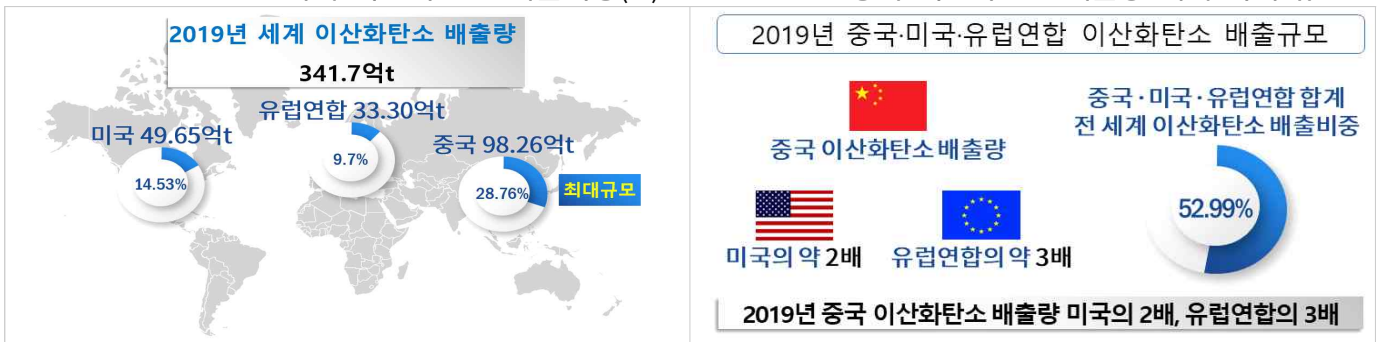 2019년 세계 이산화탄소 배출량
341.7억t
유럽연합 33.30억t
9.7%
미국 49.65억t
14.53%
중국 98.26억t
28.76%
최대규모
2019년 중국·미국·유럽연합 이산화탄소 배출규모
중국 이산화탄소 배출량
미국의 약 2배
유럽연합의 약 3배
중국·미국·유럽연합 합계
전 세계 이산화탄소 배출비중
52.99%
2019년 중국 이산화탄소 배출량 미국의 2배, 유럽연합의 3배